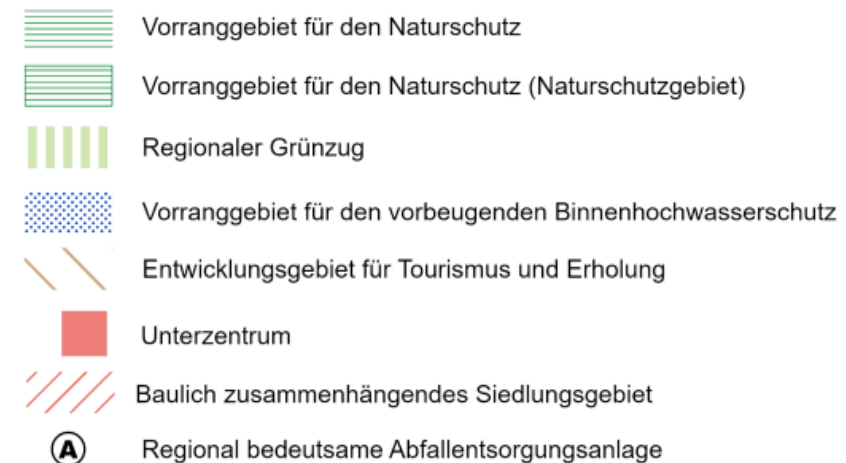 Vorranggebiet für den Naturschutz
Vorranggebiet für den Naturschutz (Naturschutzgebiet)
Regionaler Grünzug
Vorranggebiet für den vorbeugenden Binnenhochwasserschutz
Entwicklungsgebiet für Tourismus und Erholung
Unterzentrum
Baulich zusammenhängendes Siedlungsgebiet
A Regional bedeutsame Abfallentsorgungsanlage